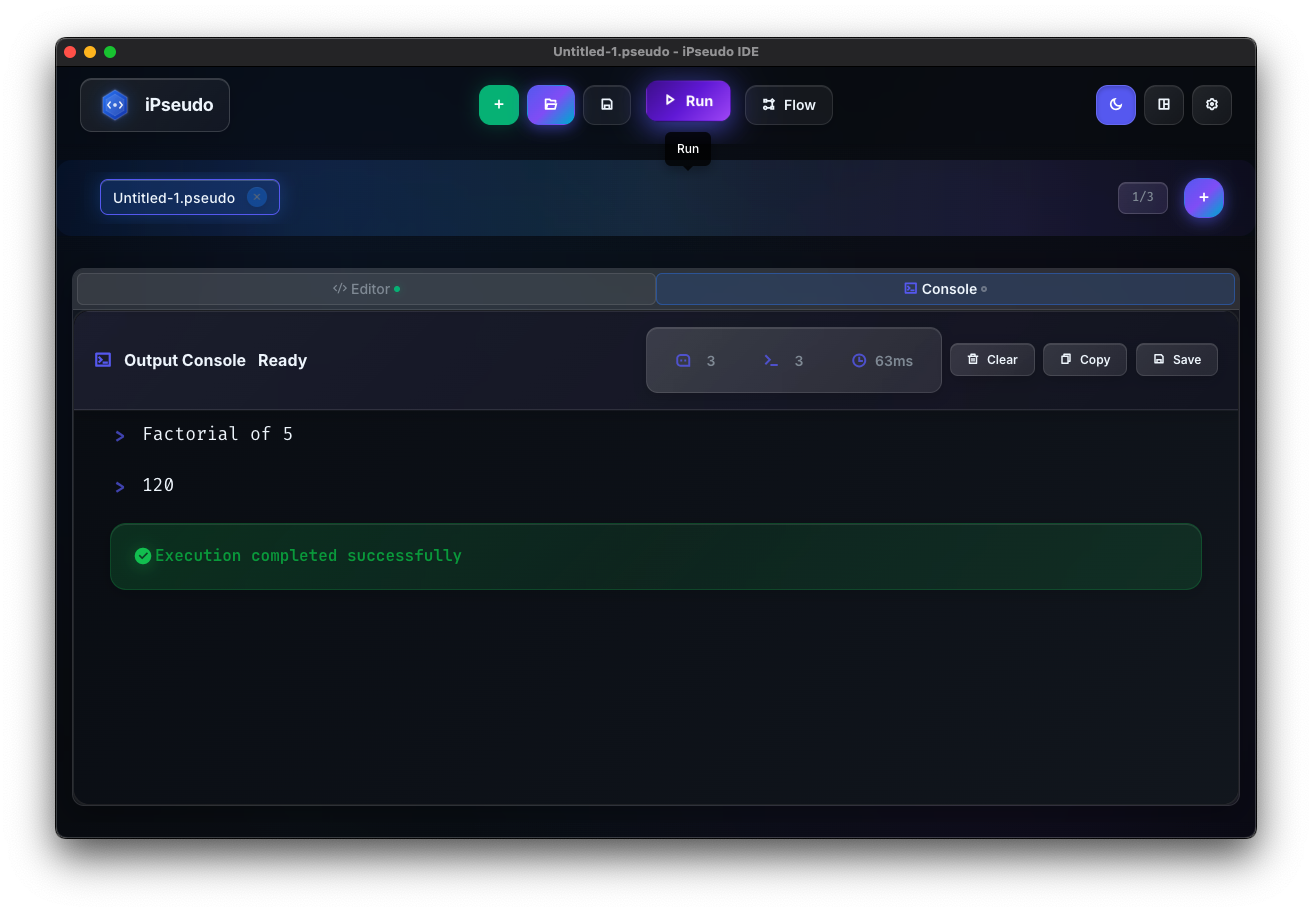 Untitled-1.pseudo - iPseudo IDE
iPseudo
+
Run
Flow
Run
Untitled-1.pseudo ×
1/3
+
</> Editor
Console
Output Console Ready
3
3
63ms
Clear
Copy
Save
> Factorial of 5
> 120
Execution completed successfully